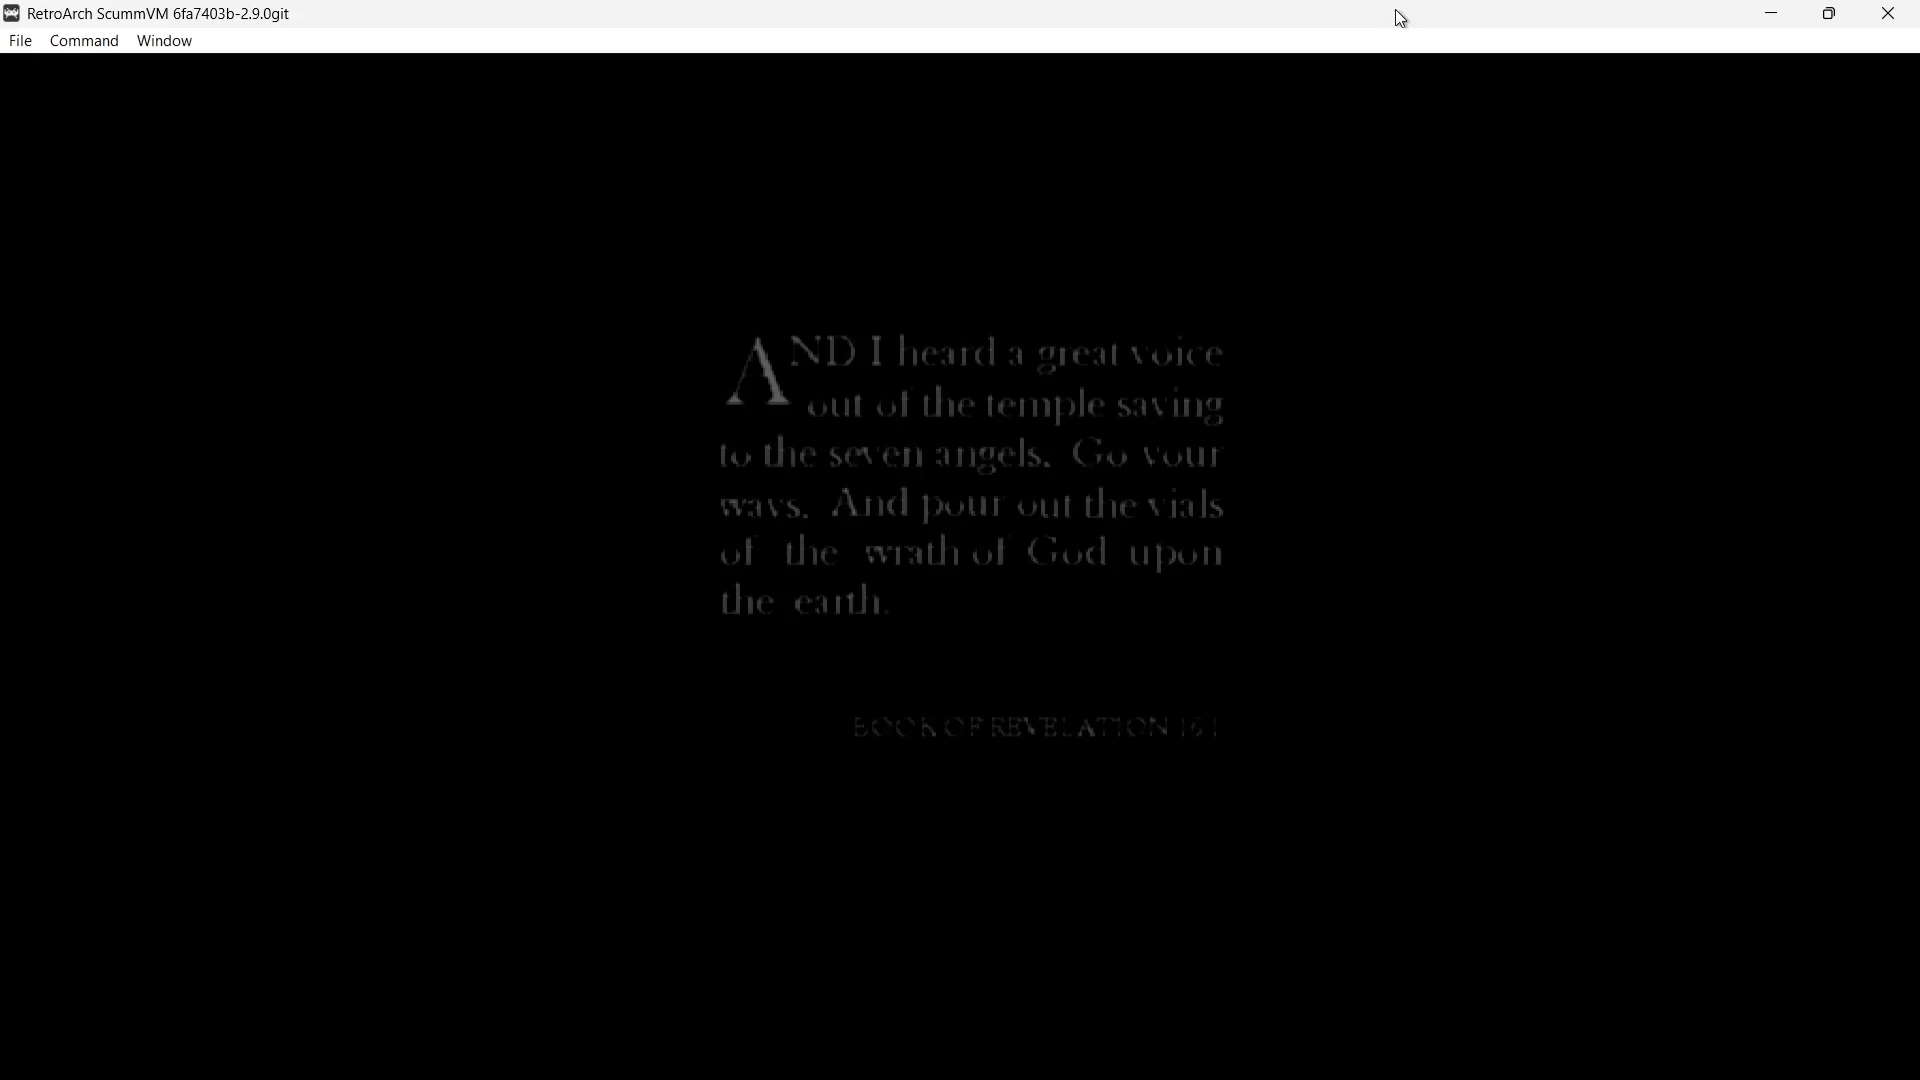 RetroArch ScummVM 6fa7403b-2.9.0git
File Command Window
AND I heard a great voice
out of the temple saying
to the seven angels. Go your
ways. And pour out the vials
of the wrath of God upon
the earth.
BOOK OF REVELATION 16 1